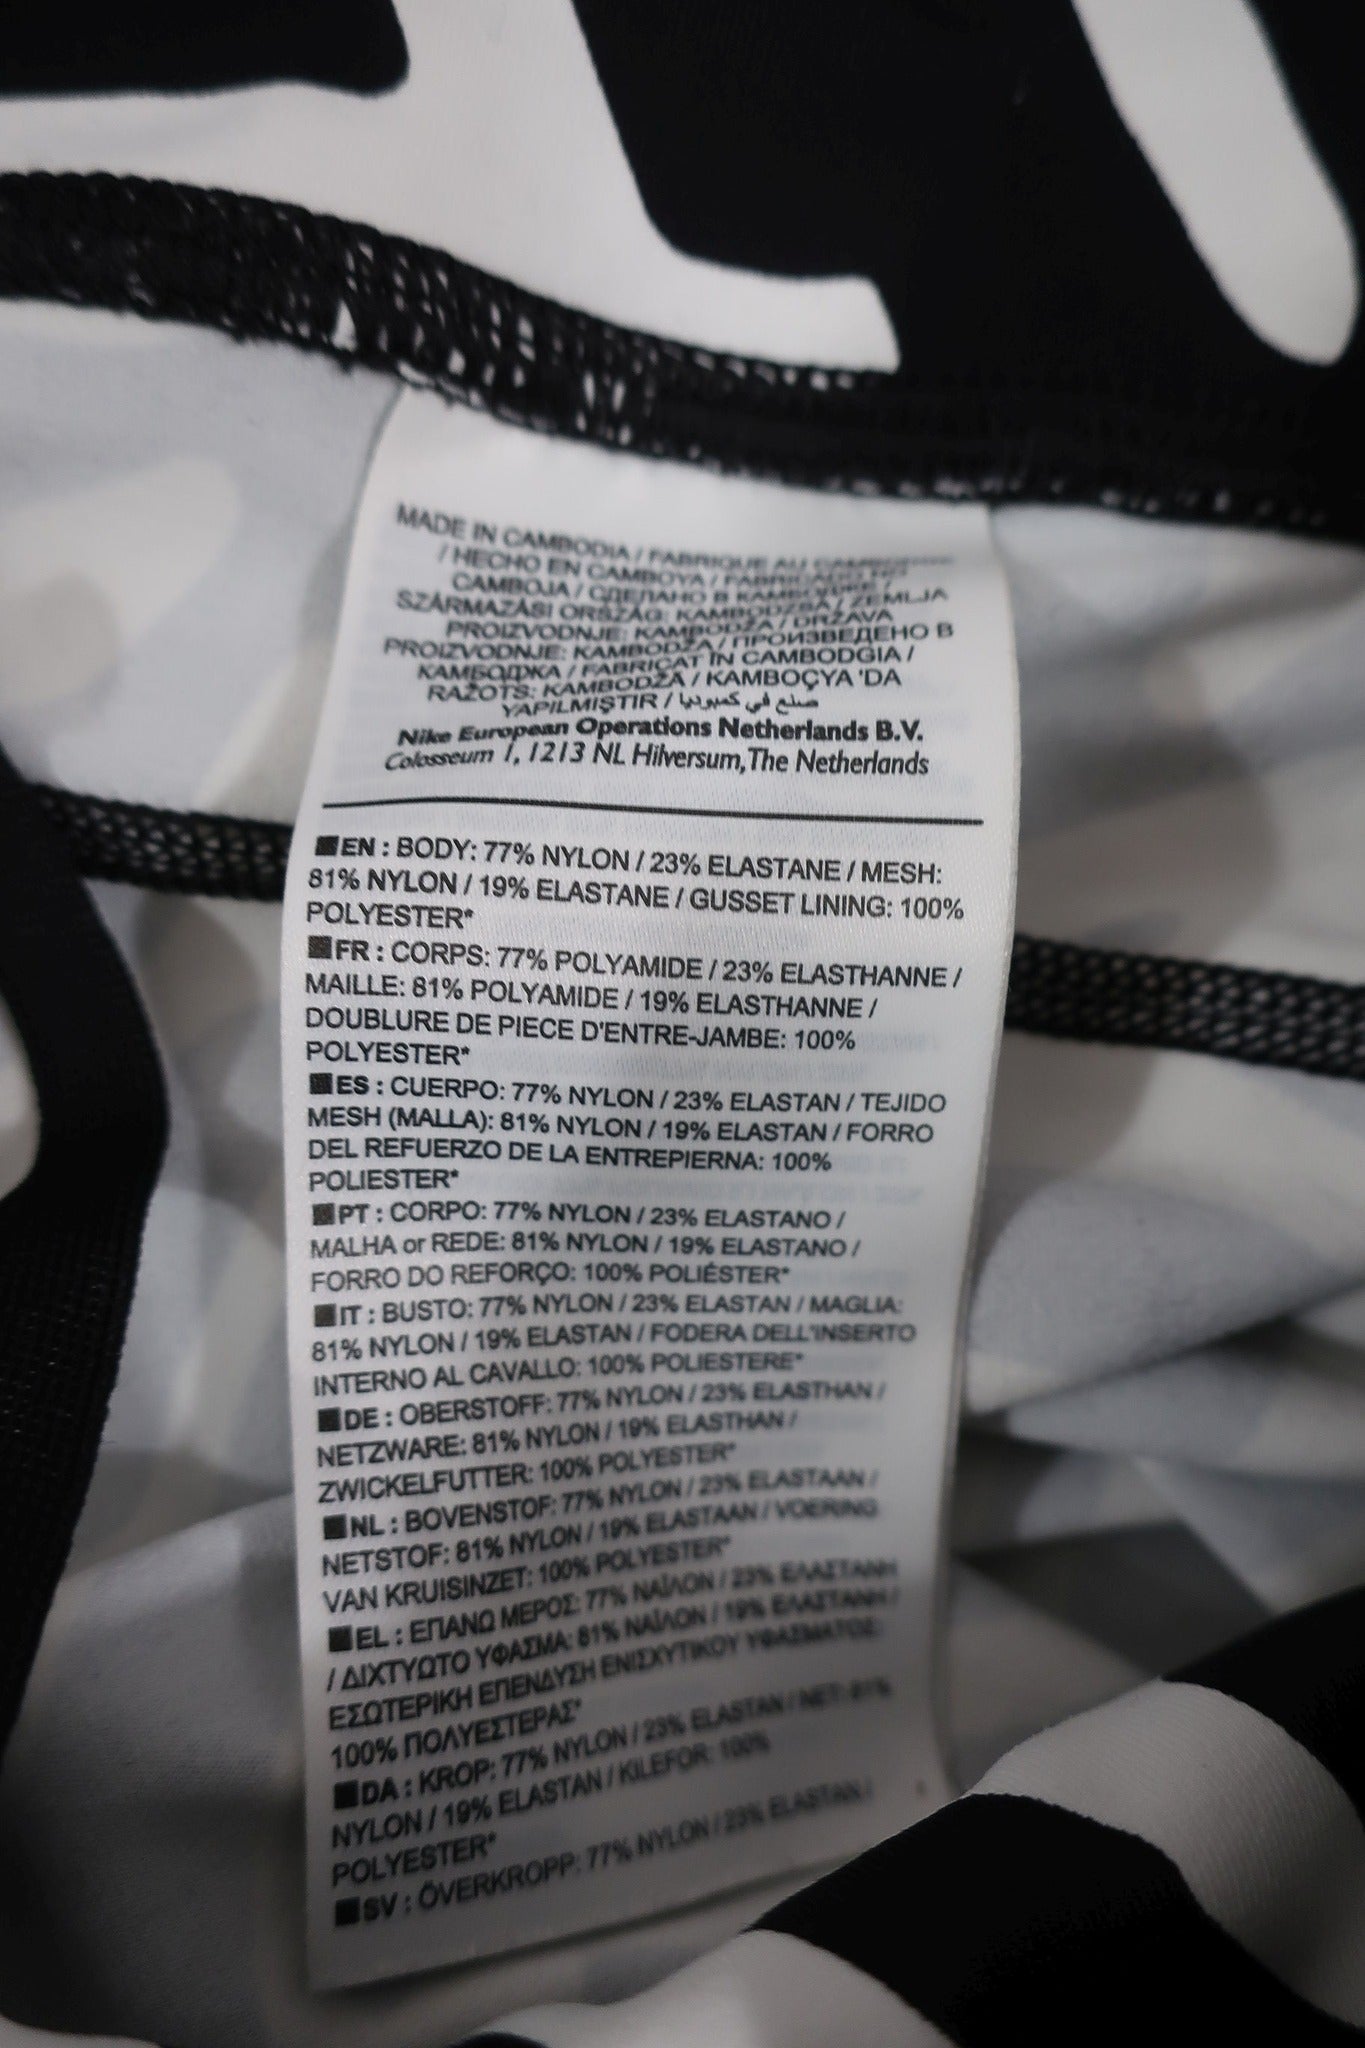 MADE IN CAMBODIA / FABRIQUE AU
/ HECHO EN CAMBOYA / FABRICADO NO
CAMBOJA / СДЕЛАНО В КАМБОДЖЕ /
SZÁRMAZÁSI ORSZÁG: KAMBODZSA / ZEMLJA
PROIZVODNJE: KAMBODŽA / DRŽAVA
PROIZVODNJE: KAMBODŽA / ПРОИЗВЕДЕНО В
КАМБОДЖА / FABRICAT ÎN CAMBODGIA /
RAŽOTS: KAMBODŽA / KAMBOÇYA 'DA
YAPILMIŞTIR / صنع في كمبوديا
Nike European Operations Netherlands B.V.
Colosseum 1, 1213 NL Hilversum, The Netherlands
■EN : BODY: 77% NYLON / 23% ELASTANE / MESH:
81% NYLON / 19% ELASTANE / GUSSET LINING: 100%
POLYESTER*
■FR : CORPS: 77% POLYAMIDE / 23% ELASTHANNE /
MAILLE: 81% POLYAMIDE / 19% ELASTHANNE /
DOUBLURE DE PIECE D'ENTRE-JAMBE: 100%
POLYESTER*
■ES : CUERPO: 77% NYLON / 23% ELASTAN / TEJIDO
MESH (MALLA): 81% NYLON / 19% ELASTAN / FORRO
DEL REFUERZO DE LA ENTREPIERNA: 100%
POLIESTER*
■PT : CORPO: 77% NYLON / 23% ELASTANO /
MALHA or REDE: 81% NYLON / 19% ELASTANO /
FORRO DO REFORÇO: 100% POLIÉSTER*
■IT : BUSTO: 77% NYLON / 23% ELASTAN / MAGLIA:
81% NYLON / 19% ELASTAN / FODERA DELL'INSERTO
INTERNO AL CAVALLO: 100% POLIESTERE*
■DE : OBERSTOFF: 77% NYLON / 23% ELASTHAN /
NETZWARE: 81% NYLON / 19% ELASTHAN /
ZWICKELFUTTER: 100% POLYESTER*
■NL : BOVENSTOF: 77% NYLON / 23% ELASTAAN /
NETSTOF: 81% NYLON / 19% ELASTAAN / VOERING
VAN KRUISINZET: 100% POLYESTER*
■EL : ΕΠΑΝΩ ΜΕΡΟΣ: 77% ΝΑΪΛΟΝ / 23% ΕΛΑΣΤΑΝΗ
/ ΔΙΧΤΥΩΤΟ ΥΦΑΣΜΑ: 81% ΝΑΪΛΟΝ / 19% ΕΛΑΣΤΑΝΗ /
ΕΣΩΤΕΡΙΚΗ ΕΠΕΝΔΥΣΗ ΕΝΙΣΧΥΤΙΚΟΥ ΥΦΑΣΜΑΤΟΣ:
100% ΠΟΛΥΕΣΤΕΡΑΣ*
■DA : KROP: 77% NYLON / 23% ELASTAN / NET: 81%
NYLON / 19% ELASTAN / KILEFOR: 100%
POLYESTER*
■SV : ÖVERKROPP: 77% NYLON / 23% ELASTAN /